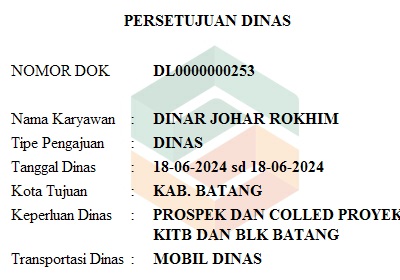 PERSETUJUAN DINAS
NOMOR DOK DL0000000253
Nama Karyawan : DINAR JOHAR ROKHIM
Tipe Pengajuan : DINAS
Tanggal Dinas : 18-06-2024 sd 18-06-2024
Kota Tujuan : KAB. BATANG
Keperluan Dinas : PROSPEK DAN COLLED PROYEK
KITB DAN BLK BATANG
Transportasi Dinas : MOBIL DINAS